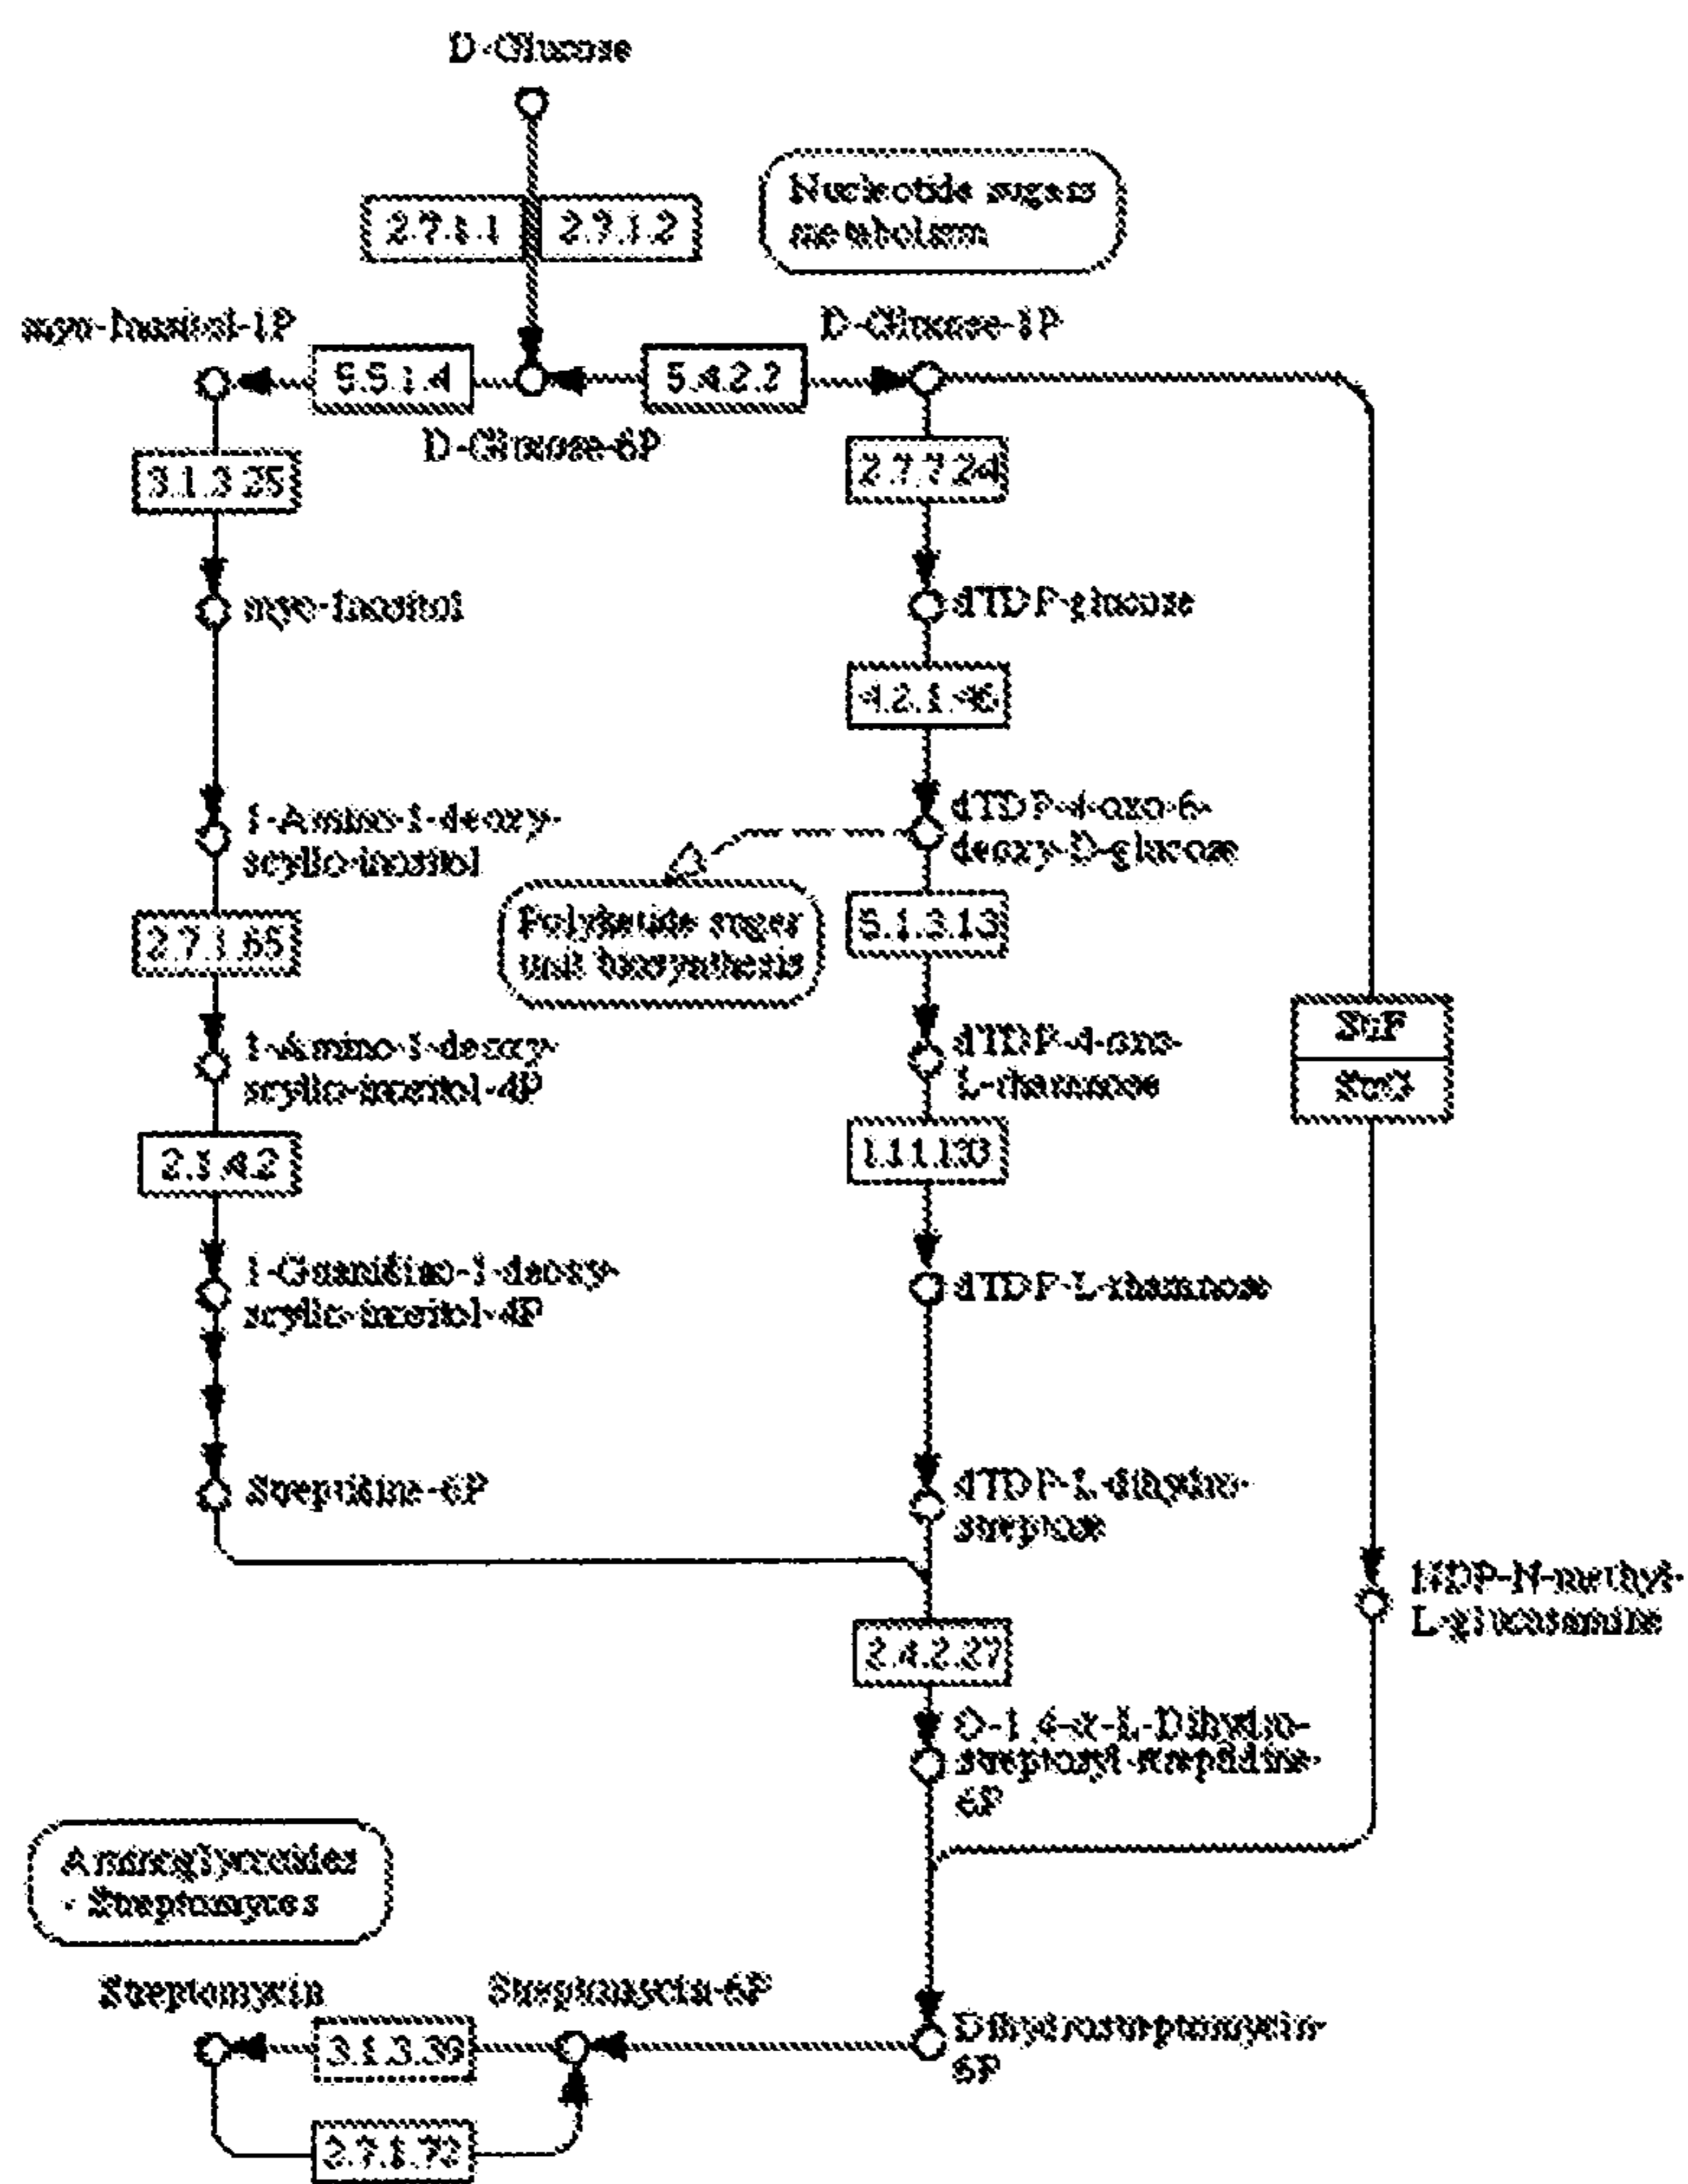 D-Glucose
Nucleotide sugars
metabolism
2.7.1.1
2.7.1.2
myo-Inositol-1P
D-Glucose-1P
5.5.1.4
5.4.2.2
D-Glucose-6P
3.1.3.25
2.7.7.24
myo-Inositol
dTDP-glucose
4.2.1.46
1-Amino-1-deoxy-
scyllo-inositol
dTDP-4-oxo-6-
deoxy-D-glucose
2.7.1.65
Polyketide sugar
unit biosynthesis
5.1.3.13
1-Amino-1-deoxy-
scyllo-inositol-4P
dTDP-4-oxo-
L-rhamnose
StrF
StrG
2.1.4.2
1.1.1.133
1-Guanidino-1-deoxy-
scyllo-inositol-4P
dTDP-L-rhamnose
Streptidine-6P
dTDP-L-dihydro-
streptose
NDP-N-methyl-
L-glucosamine
2.4.2.27
O-1,4-α-L-Dihydro-
streptosyl-streptidine-
6P
Aminoglycosides
- Streptomyces
Streptomycin
Streptomycin-6P
3.1.3.39
Dihydrostreptomycin-
6P
2.7.1.72